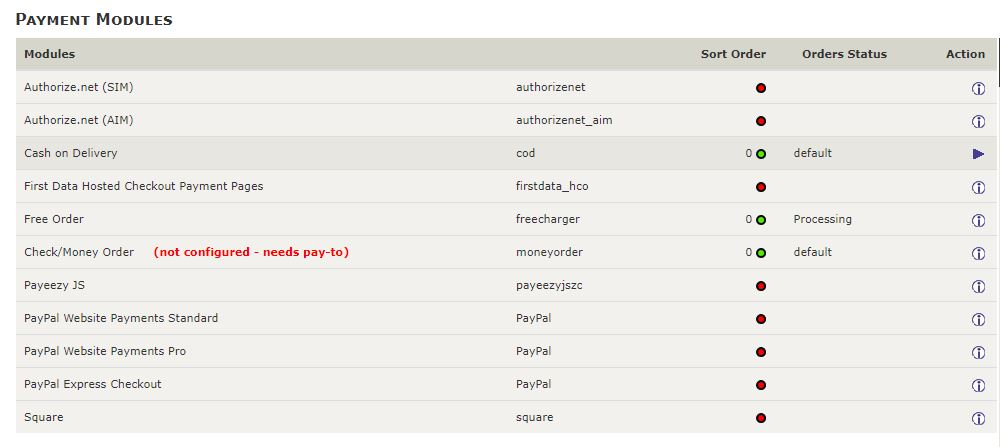 PAYMENT MODULES
Modules Sort Order Orders Status Action
Authorize.net (SIM) authorizenet
Authorize.net (AIM) authorizenet_aim
Cash on Delivery cod 0 default
First Data Hosted Checkout Payment Pages firstdata_hco
Free Order freecharger 0 Processing
Check/Money Order (not configured - needs pay-to) moneyorder 0 default
Payeezy JS payeezyjszc
PayPal Website Payments Standard PayPal
PayPal Website Payments Pro PayPal
PayPal Express Checkout PayPal
Square square